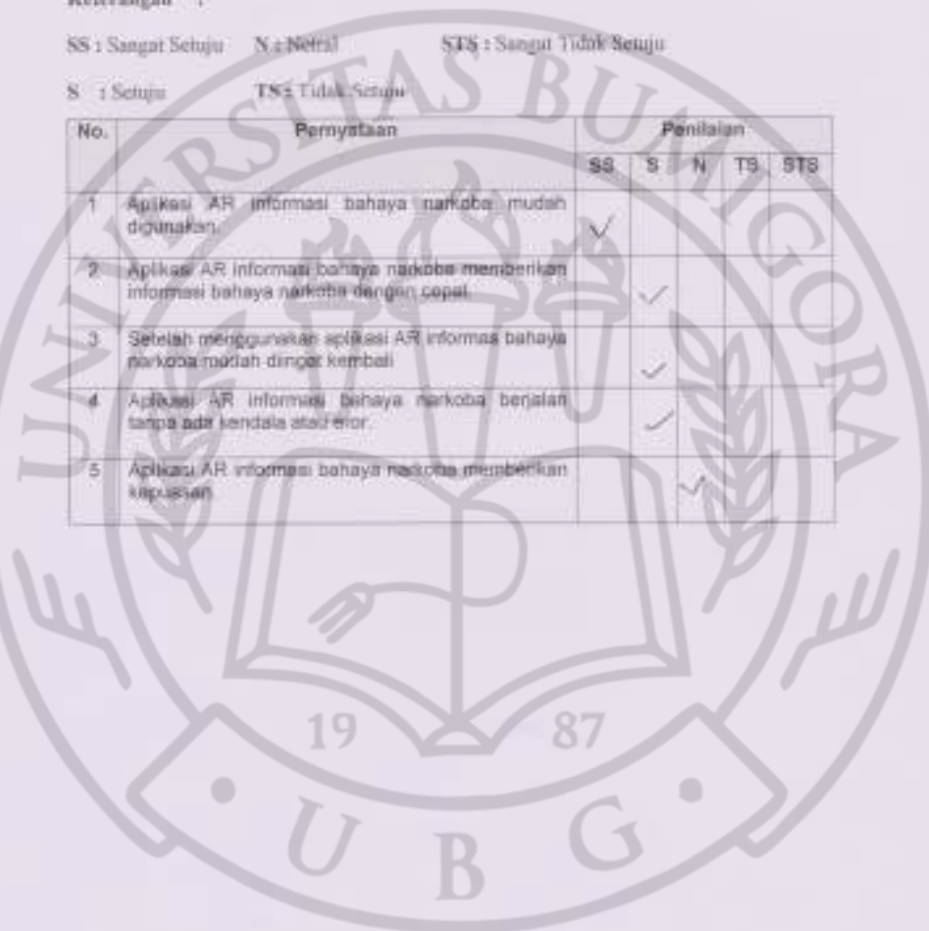 Keterangan :
SS : Sangat Setuju N : Netral STS : Sangat Tidak Setuju
S : Setuju TS : Tidak Setuju
No. Pernyataan Penilaian
SS S N TS STS
1 Aplikasi AR informasi bahaya narkoba mudah
digunakan. ✓
2. Aplikasi AR informasi bahaya narkoba memberikan
informasi bahaya narkoba dengan cepat. ✓
3 Setelah menggunakan aplikasi AR informas bahaya
narkoba mudah diingat kembali ✓
4 Aplikasi AR informasi bahaya narkoba berjalan
tanpa ada kendala atau eror. ✓
5 Aplikasi AR informasi bahaya narkoba memberikan
kepuasan ✓
UNIVERSITAS BUMIGORA
19 87
U B G